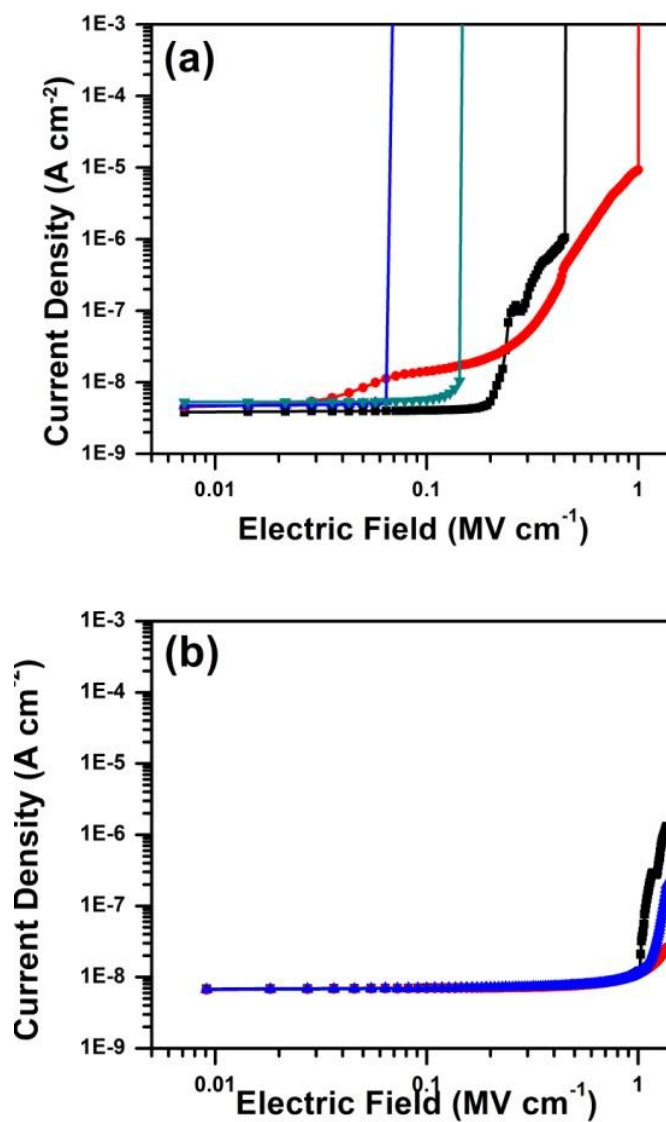 (a)
1E-3
1E-4
1E-5
1E-6
1E-7
1E-8
1E-9
Current Density (A cm-2)
0.01
0.1
1
Electric Field (MV cm-1)
(b)
1E-3
1E-4
1E-5
1E-6
1E-7
1E-8
1E-9
Current Density (A cm-2)
0.01
0.1
1
Electric Field (MV cm-1)